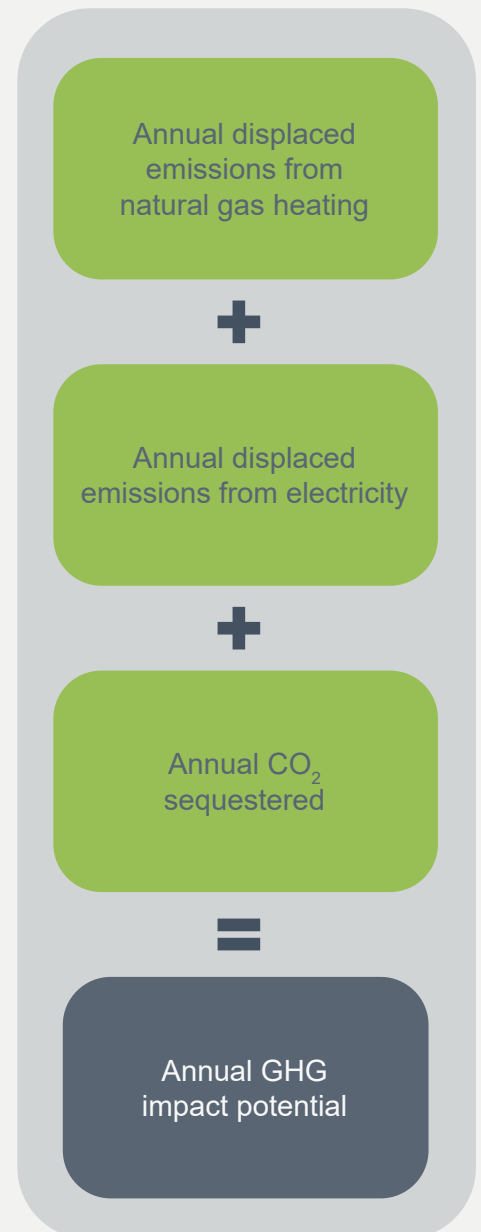 Annual displaced
emissions from
natural gas heating
+
Annual displaced
emissions from electricity
+
Annual CO₂
sequestered
=
Annual GHG
impact potential